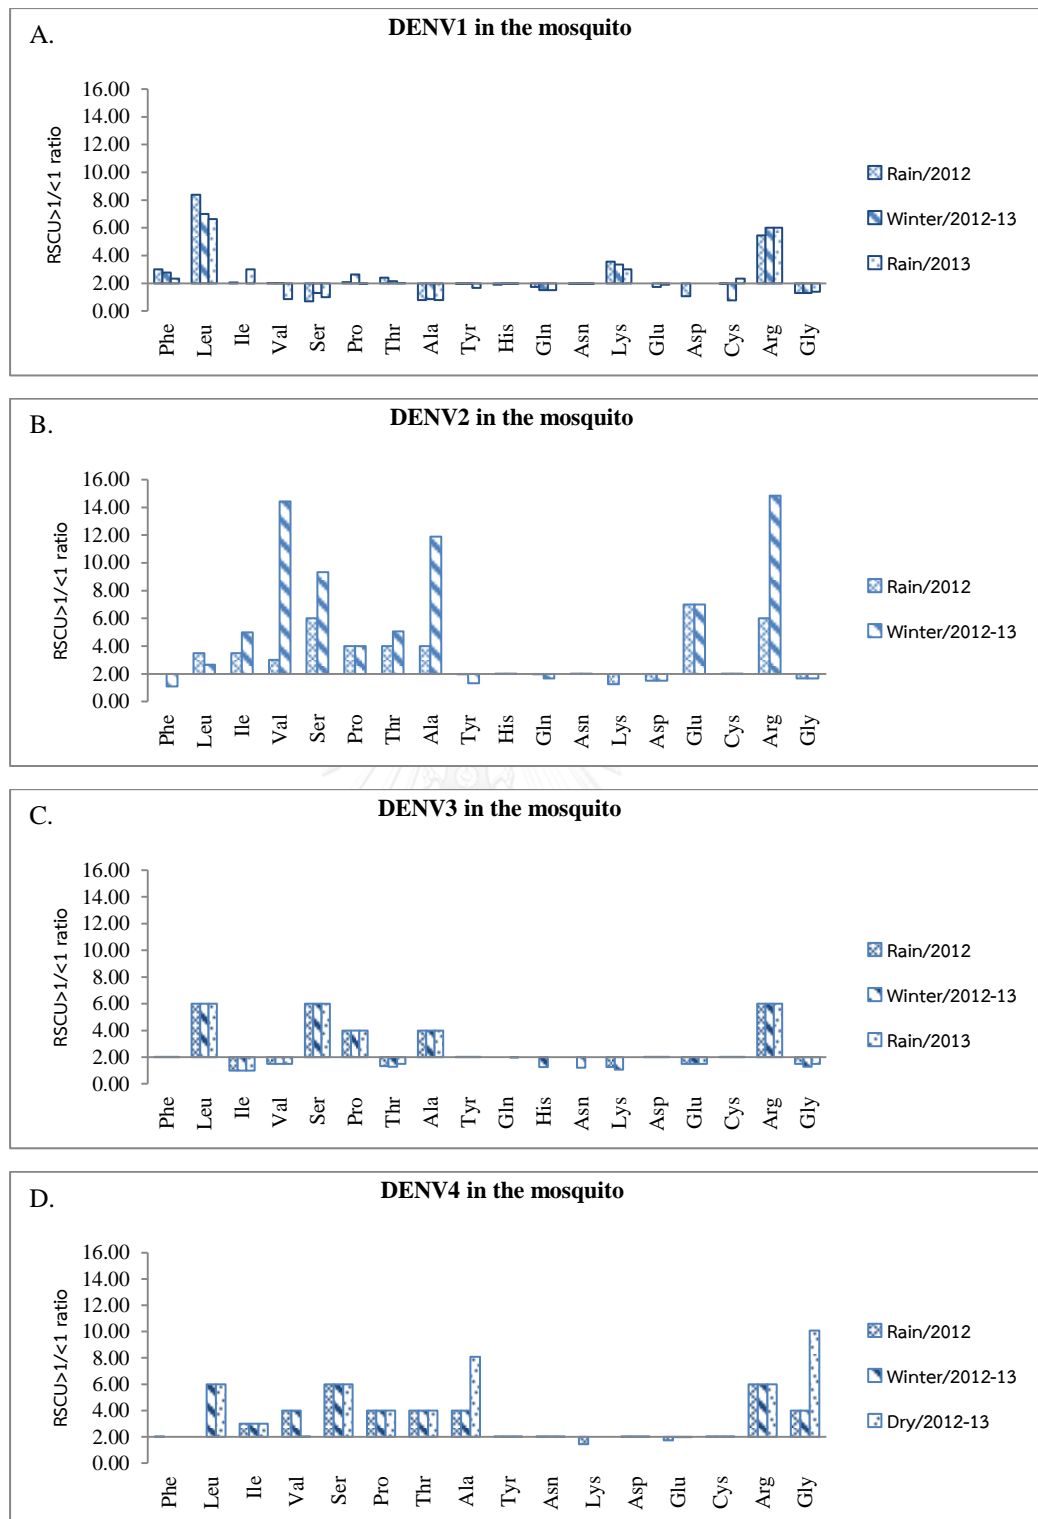 A.
DENV1 in the mosquito
RSCU>1/<1 ratio
16.00
14.00
12.00
10.00
8.00
6.00
4.00
2.00
0.00
Phe Leu Ile Val Ser Pro Thr Ala Tyr His Gln Asn Lys Glu Asp Cys Arg Gly
Rain/2012
Winter/2012-13
Rain/2013
B.
DENV2 in the mosquito
RSCU>1/<1 ratio
16.00
14.00
12.00
10.00
8.00
6.00
4.00
2.00
0.00
Phe Leu Ile Val Ser Pro Thr Ala Tyr His Gln Asn Lys Asp Glu Cys Arg Gly
Rain/2012
Winter/2012-13
C.
DENV3 in the mosquito
RSCU>1/<1 ratio
16.00
14.00
12.00
10.00
8.00
6.00
4.00
2.00
0.00
Phe Leu Ile Val Ser Pro Thr Ala Tyr Gln His Asn Lys Asp Glu Cys Arg Gly
Rain/2012
Winter/2012-13
Rain/2013
D.
DENV4 in the mosquito
RSCU>1/<1 ratio
16.00
14.00
12.00
10.00
8.00
6.00
4.00
2.00
0.00
Phe Leu Ile Val Ser Pro Thr Ala Tyr Asn Lys Asp Glu Cys Arg Gly
Rain/2012
Winter/2012-13
Dry/2012-13